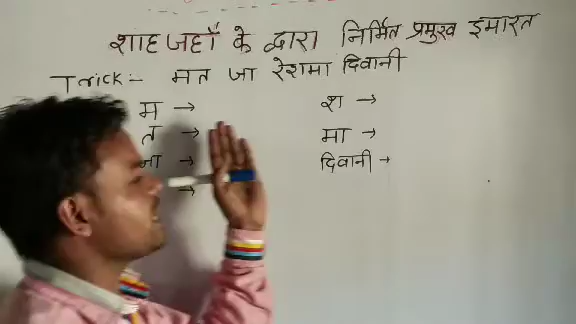 शाहजहाँ के द्वारा निर्मित प्रमुख इमारत
Trick:- मत जा रेशमा दिवानी
म → श →
त → मा →
जा → दिवानी →
→